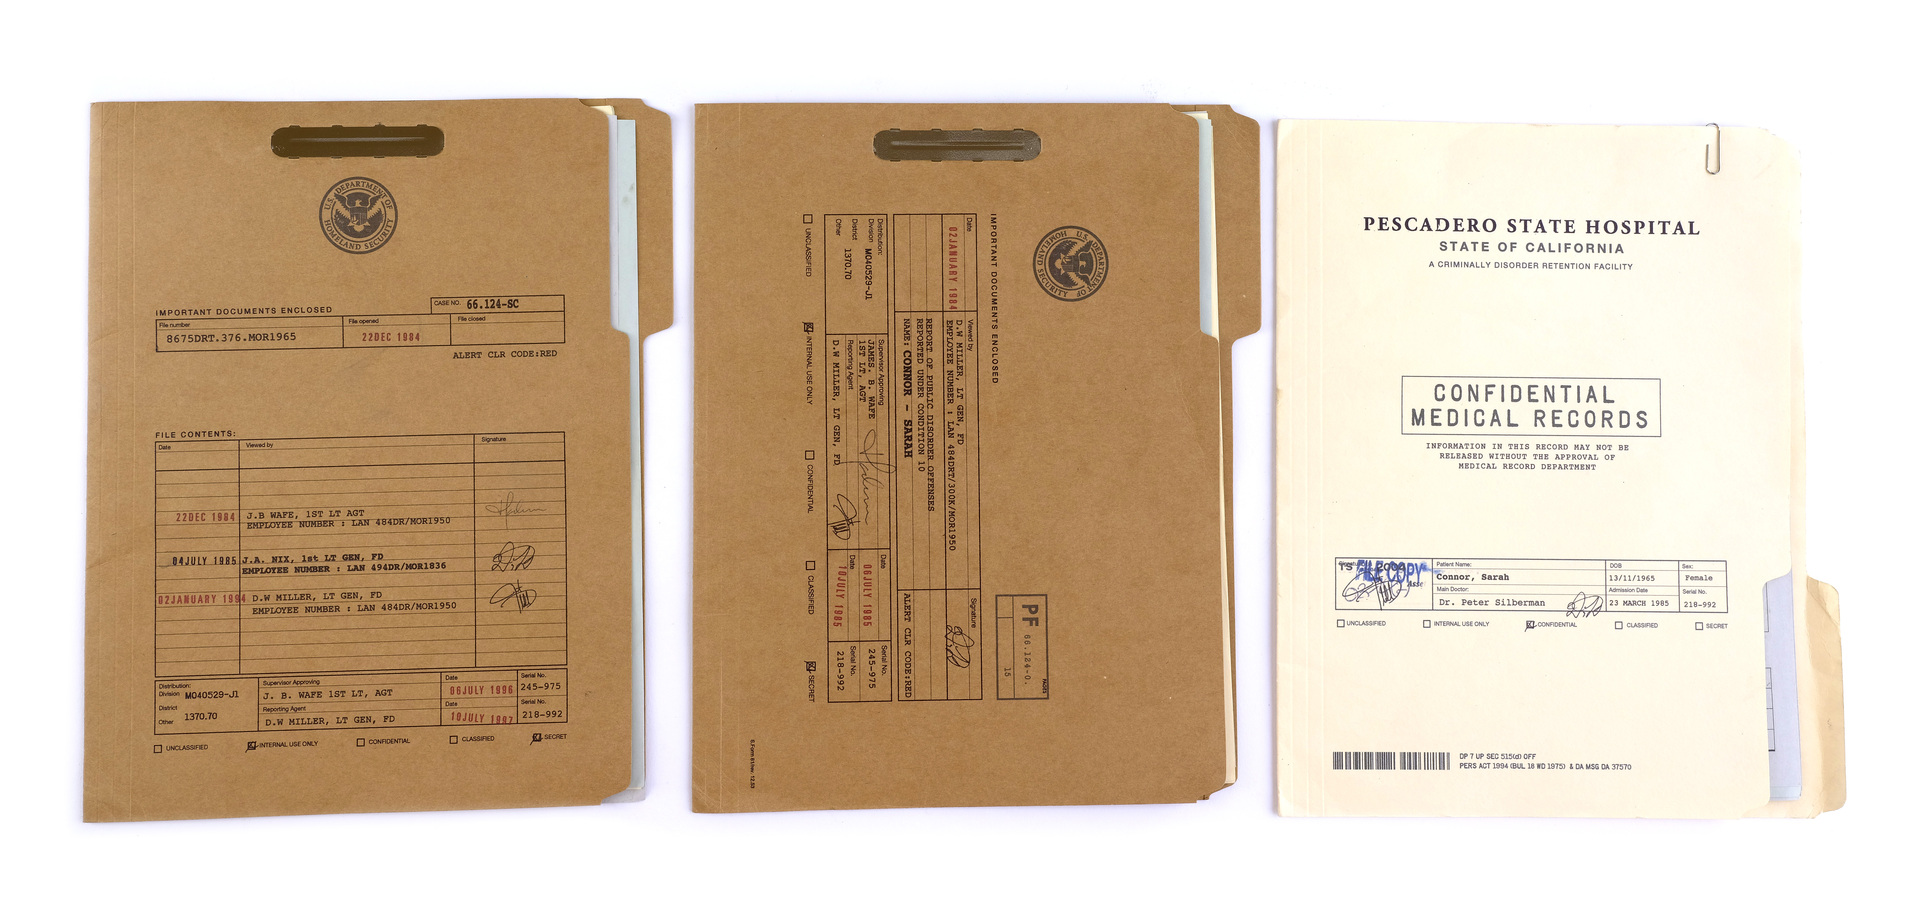 U.S. DEPARTMENT OF HOMELAND SECURITY
CASE NO. 66.124-SC
IMPORTANT DOCUMENTS ENCLOSED
File number File opened File closed
8675DRT.376.MOR1965 22DEC 1984
ALERT CLR CODE:RED
FILE CONTENTS:
Date Viewed by Signature
22DEC 1984 J.B WAFE, 1ST LT AGT
EMPLOYEE NUMBER : LAN 484DR/MOR1950
04JULY 1985 J.A. NIX, 1st LT GEN, FD
EMPLOYEE NUMBER : LAN 494DR/MOR1836
02JANUARY 1994 D.W MILLER, LT GEN, FD
EMPLOYEE NUMBER : LAN 484DR/MOR1950
Distribution: Supervisor Approving Date Serial No.
Division M040529-J1 J. B. WAFE 1ST LT, AGT 06JULY 1996 245-975
District Reporting Agent Date Serial No.
Other 1370.70 D.W MILLER, LT GEN, FD 10JULY 1997 218-992
UNCLASSIFIED INTERNAL USE ONLY CONFIDENTIAL CLASSIFIED SECRET
U.S. DEPARTMENT OF HOMELAND SECURITY
PF 66.124-0. 15. PAGES
IMPORTANT DOCUMENTS ENCLOSED
Date Viewed by Signature
02JANUARY 1984 D.W MILLER, LT GEN, FD
EMPLOYEE NUMBER : LAN 484DRT/300K/MOR1950
REPORT OF PUBLIC DISORDER OFFENSES
REPORTED UNDER CONDITION 10
NAME: CONNOR - SARAH ALERT CLR CODE:RED
Distribution: Supervisor Approving Date Serial No.
Division M040529-J1 JAMES. B. WAFE 06JULY 1985 245-975
1ST LT, AGT
District Reporting Agent Date Serial No.
Other 1370.70 D.W MILLER, LT GEN, FD 10JULY 1985 218-992
UNCLASSIFIED INTERNAL USE ONLY CONFIDENTIAL CLASSIFIED SECRET
PESCADERO STATE HOSPITAL
STATE OF CALIFORNIA
A CRIMINALLY DISORDER RETENTION FACILITY
CONFIDENTIAL
MEDICAL RECORDS
INFORMATION IN THIS RECORD MAY NOT BE
RELEASED WITHOUT THE APPROVAL OF
MEDICAL RECORD DEPARTMENT
FILE COPY
Patient Name: DOB Sex:
Connor, Sarah 13/11/1965 Female
Main Doctor: Admission Date Serial No.
Dr. Peter Silberman 23 MARCH 1985 218-992
UNCLASSIFIED INTERNAL USE ONLY CONFIDENTIAL CLASSIFIED SECRET
DP 7 UP SEC 515(d) OFF
PERS ACT 1994 (BUL 18 WD 1975) & DA MSG DA 37570